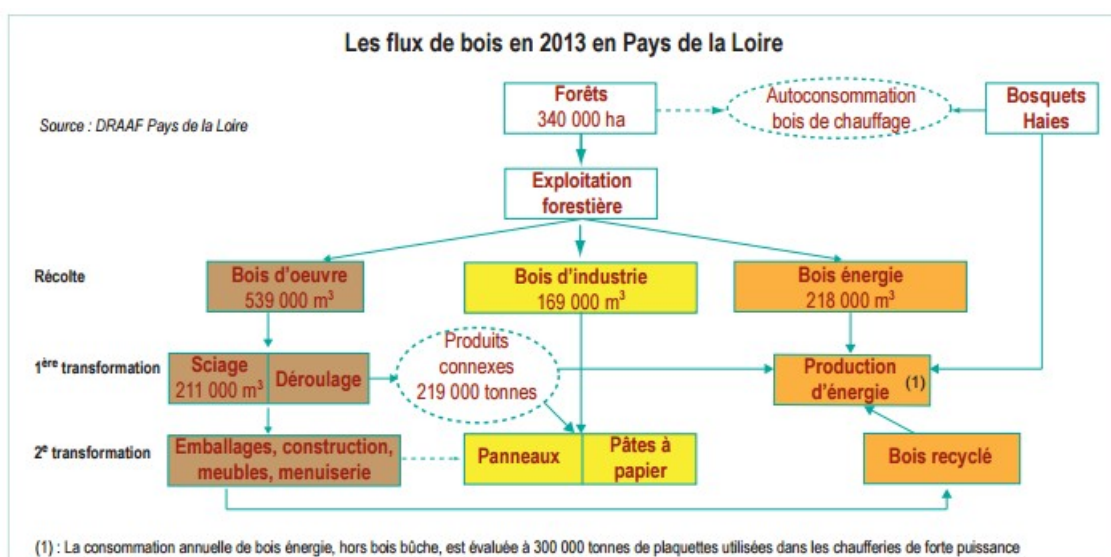 Les flux de bois en 2013 en Pays de la Loire
Source : DRAAF Pays de la Loire
Forêts
340 000 ha
Autoconsommation
bois de chauffage
Bosquets
Haies
Exploitation
forestière
Récolte
Bois d'oeuvre
539 000 m³
Bois d'industrie
169 000 m³
Bois énergie
218 000 m³
1ère transformation
Sciage
211 000 m³
Déroulage
Produits
connexes
219 000 tonnes
Production
d'énergie
(1)
2e transformation
Emballages, construction,
meubles, menuiserie
Panneaux
Pâtes à
papier
Bois recyclé
(1) : La consommation annuelle de bois énergie, hors bois bûche, est évaluée à 300 000 tonnes de plaquettes utilisées dans les chaufferies de forte puissance